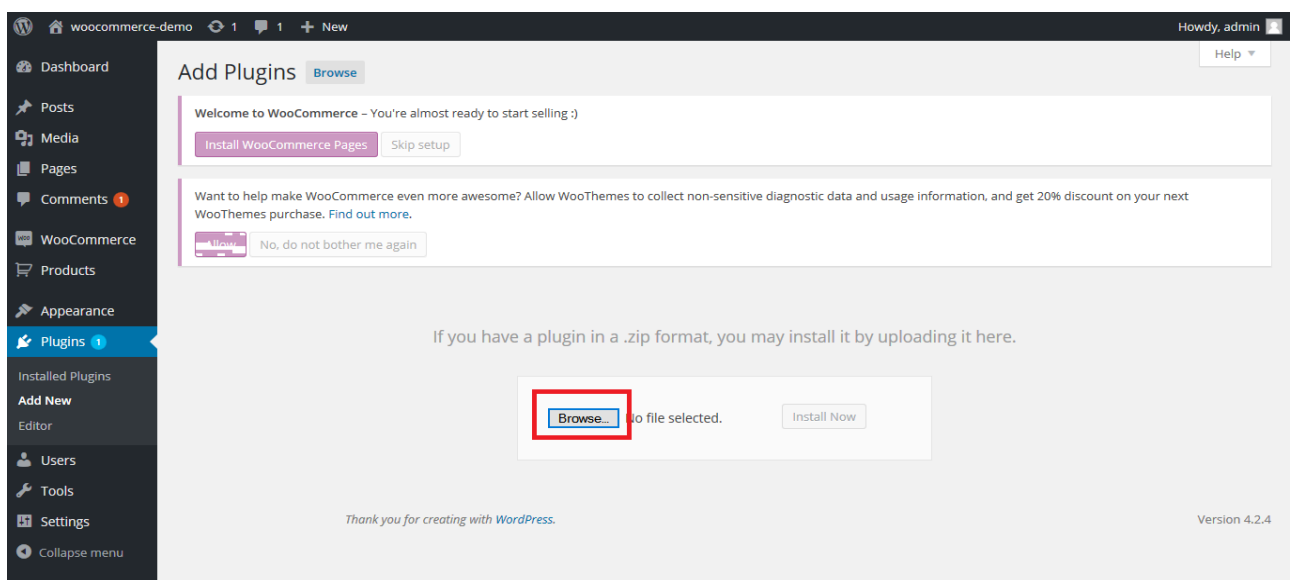 woocommerce-demo 1 1 + New Howdy, admin
Help
Dashboard
Posts
Media
Pages
Comments 1
WooCommerce
Products
Appearance
Plugins 1
Installed Plugins
Add New
Editor
Users
Tools
Settings
Collapse menu
Add Plugins Browse
Welcome to WooCommerce – You're almost ready to start selling :)
Install WooCommerce Pages Skip setup
Want to help make WooCommerce even more awesome? Allow WooThemes to collect non-sensitive diagnostic data and usage information, and get 20% discount on your next
WooThemes purchase. Find out more.
Allow No, do not bother me again
If you have a plugin in a .zip format, you may install it by uploading it here.
Browse... No file selected. Install Now
Thank you for creating with WordPress. Version 4.2.4